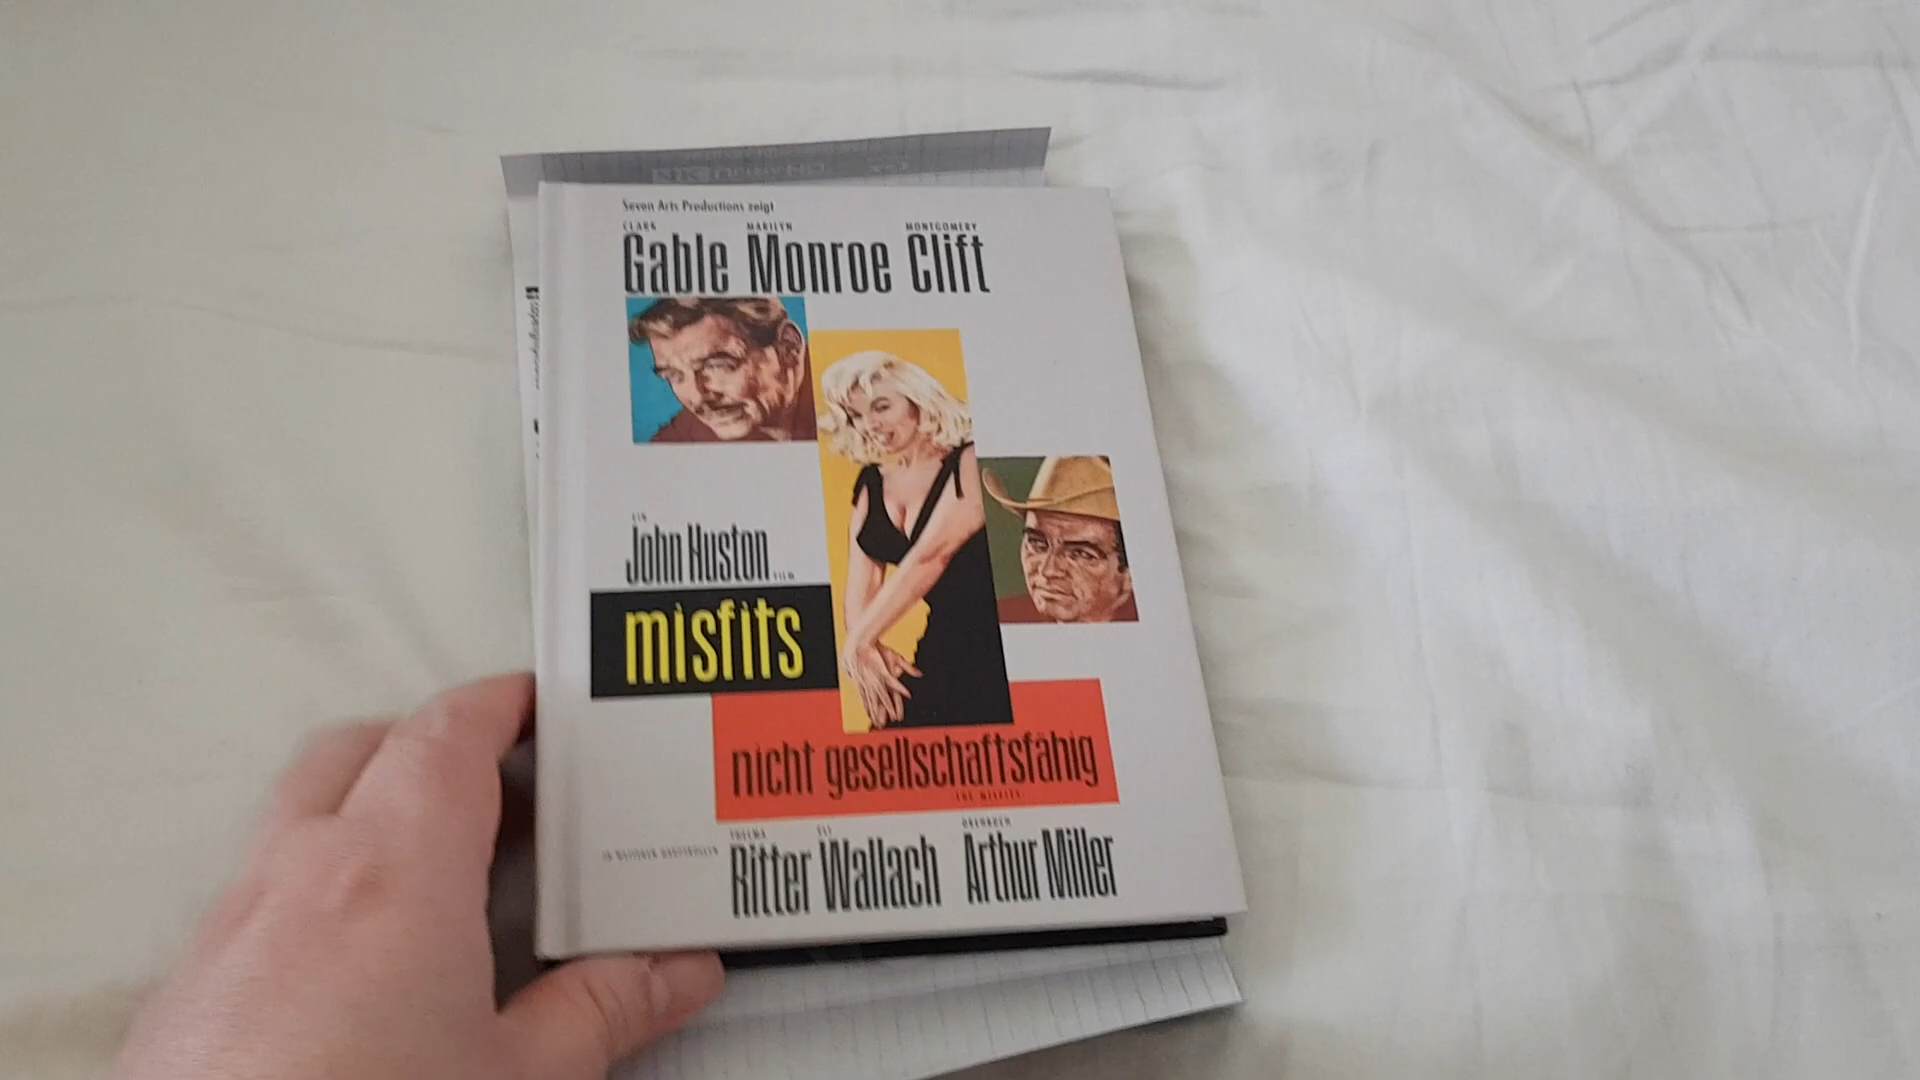 Seven Arts Productions zeigt
CLARK MARILYN MONTGOMERY
Gable Monroe Clift
EIN
John Huston
FILM
misfits
nicht gesellschaftsfähig
THE MISFITS
THELMA ELI DREHBUCH
Ritter Wallach Arthur Miller